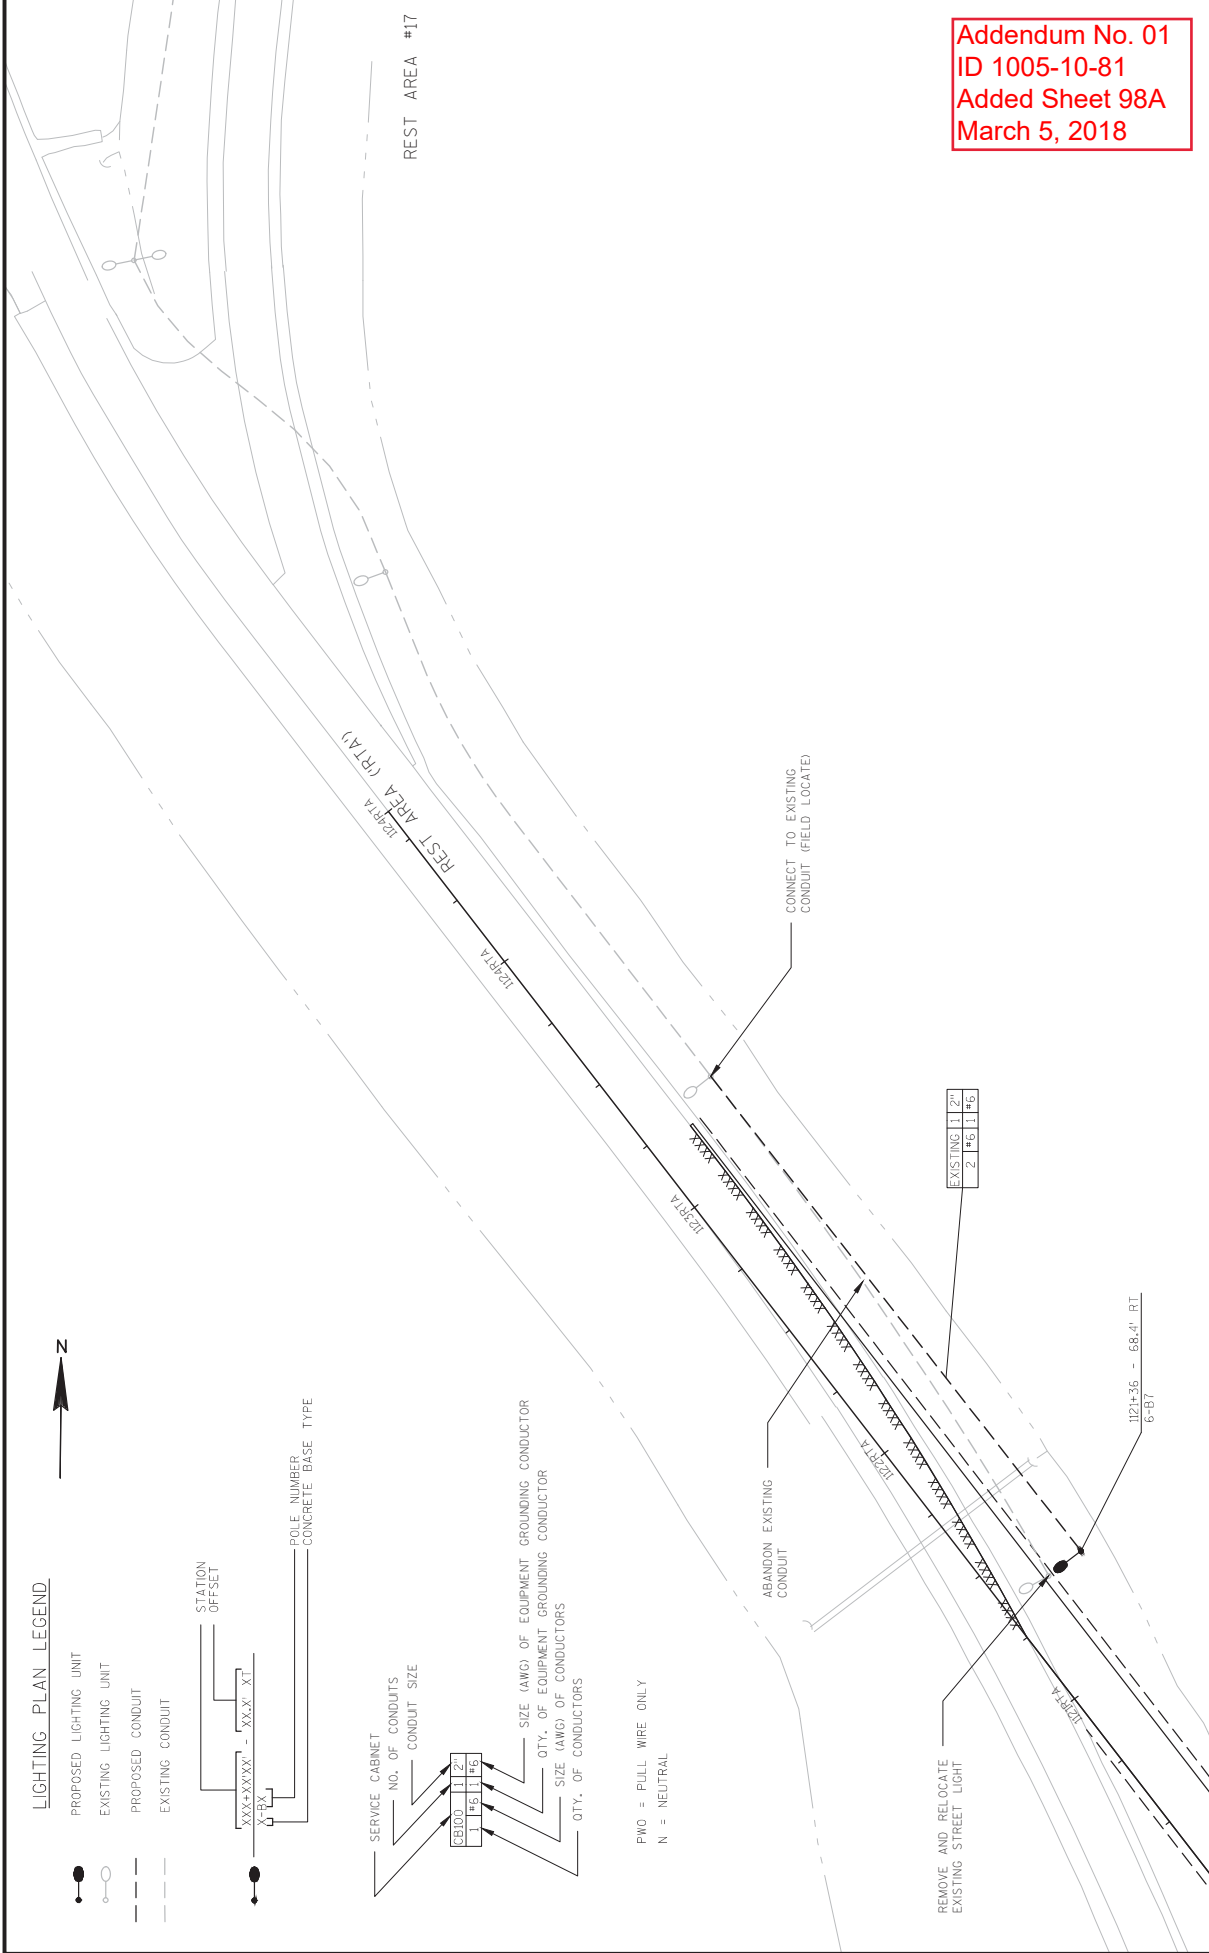 Addendum No. 01
ID 1005-10-81
Added Sheet 98A
March 5, 2018
REST AREA #17
LIGHTING PLAN LEGEND
PROPOSED LIGHTING UNIT
EXISTING LIGHTING UNIT
PROPOSED CONDUIT
EXISTING CONDUIT
STATION
OFFSET
XXX+XX'XX' - XX.X' XT
X-BX
POLE NUMBER
CONCRETE BASE TYPE
SERVICE CABINET
NO. OF CONDUITS
CONDUIT SIZE
CB100 1 2"
1 #6 1 #6
SIZE (AWG) OF EQUIPMENT GROUNDING CONDUCTOR
QTY. OF EQUIPMENT GROUNDING CONDUCTOR
SIZE (AWG) OF CONDUCTORS
QTY. OF CONDUCTORS
PWO = PULL WIRE ONLY
N = NEUTRAL
N
REST AREA ('RTA')
1124RTA
1124RTA
1123RTA
1122RTA
1121RTA
CONNECT TO EXISTING
CONDUIT (FIELD LOCATE)
EXISTING 1 2"
2 #6 1 #6
ABANDON EXISTING
CONDUIT
1121+36 - 68.4' RT
6-B7
REMOVE AND RELOCATE
EXISTING STREET LIGHT